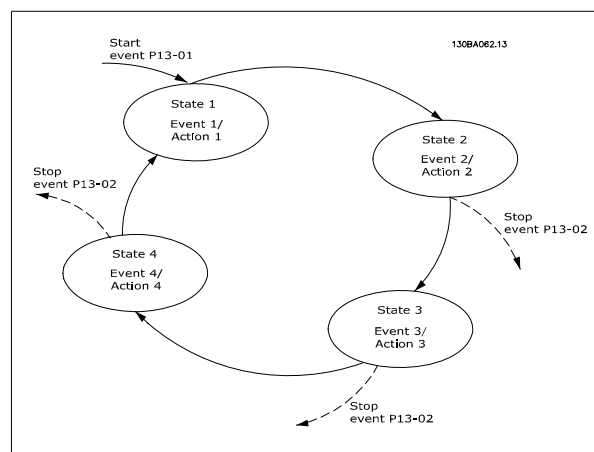 Start
event P13-01
130BA062.13
State 1
Event 1/
Action 1
State 2
Event 2/
Action 2
Stop
event P13-02
Stop
event P13-02
State 4
Event 4/
Action 4
State 3
Event 3/
Action 3
Stop
event P13-02